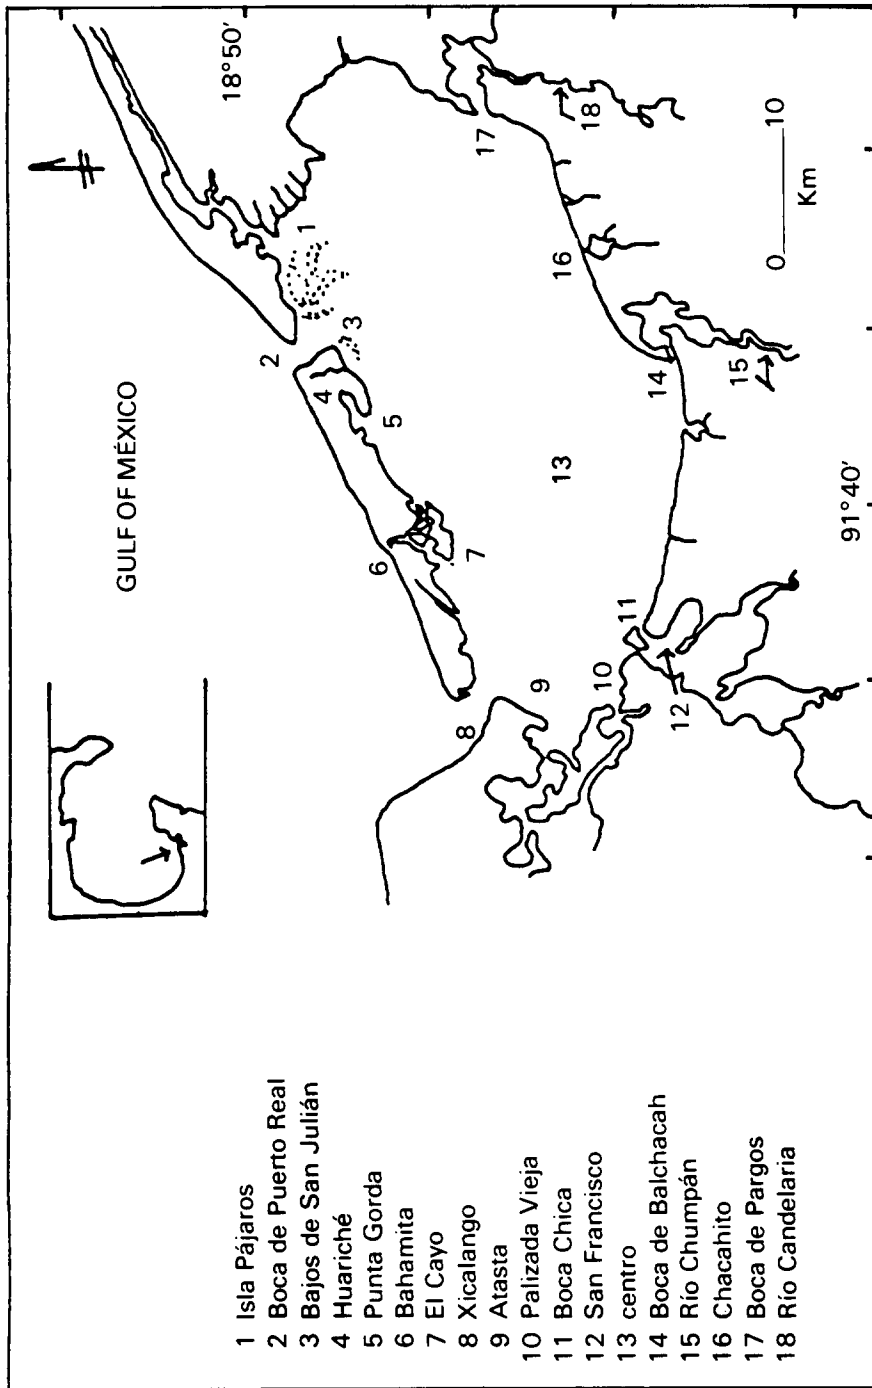 GULF OF MÉXICO
18°50'
91°40'
1 Isla Pájaros
2 Boca de Puerto Real
3 Bajos de San Julián
4 Huariché
5 Punta Gorda
6 Bahamita
7 El Cayo
8 Xicalango
9 Atasta
10 Palizada Vieja
11 Boca Chica
12 San Francisco
13 centro
14 Boca de Balchacah
15 Río Chumpán
16 Chacahito
17 Boca de Pargos
18 Río Candelaria
1
2
3
4
5
6
7
8
9
10
11
12
13
14
15
16
17
18
0 10
Km